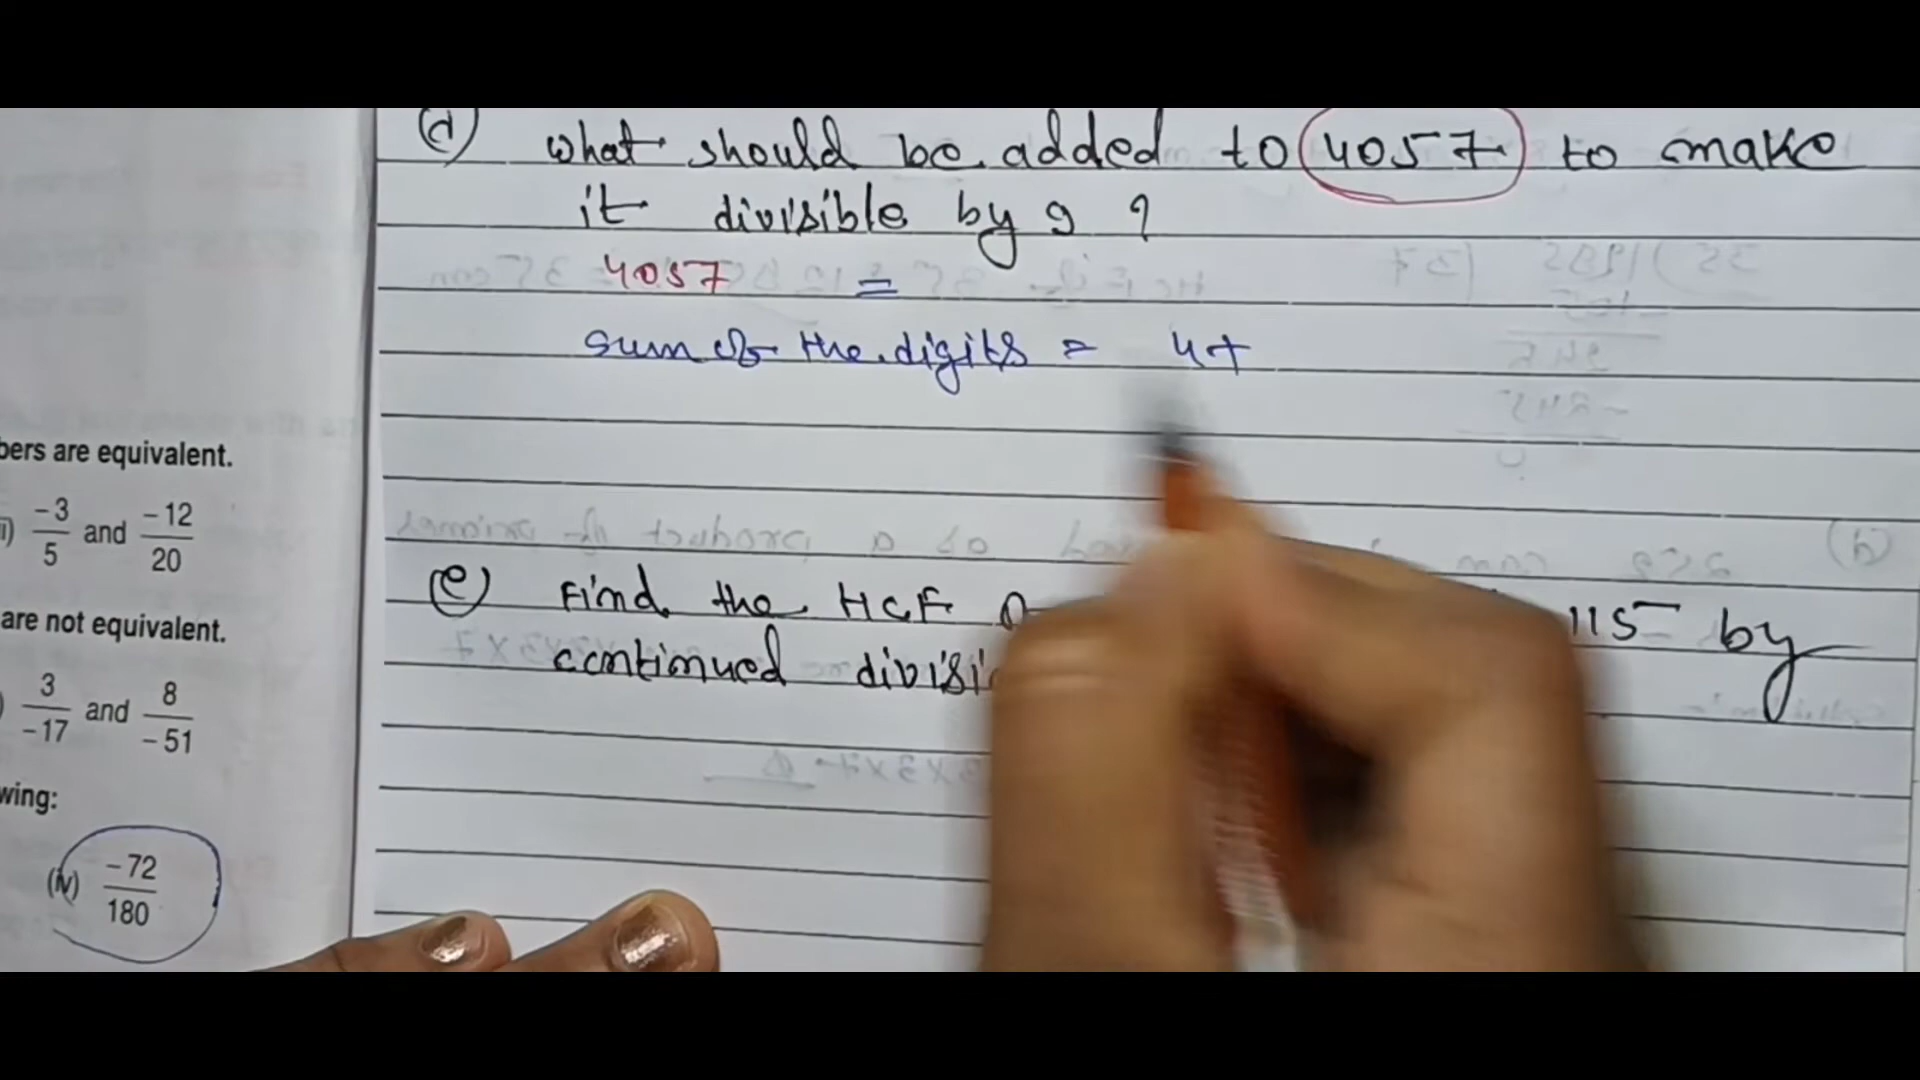 (d) what should be added to 4057 to make
it divisible by 9 ?
4057 =
sum of the digits = 4+
(e) Find the HCF 115 by
continued
bers are equivalent.
-3/5 and -12/20
are not equivalent.
3/-17 and 8/-51
wing:
(iv) -72/180